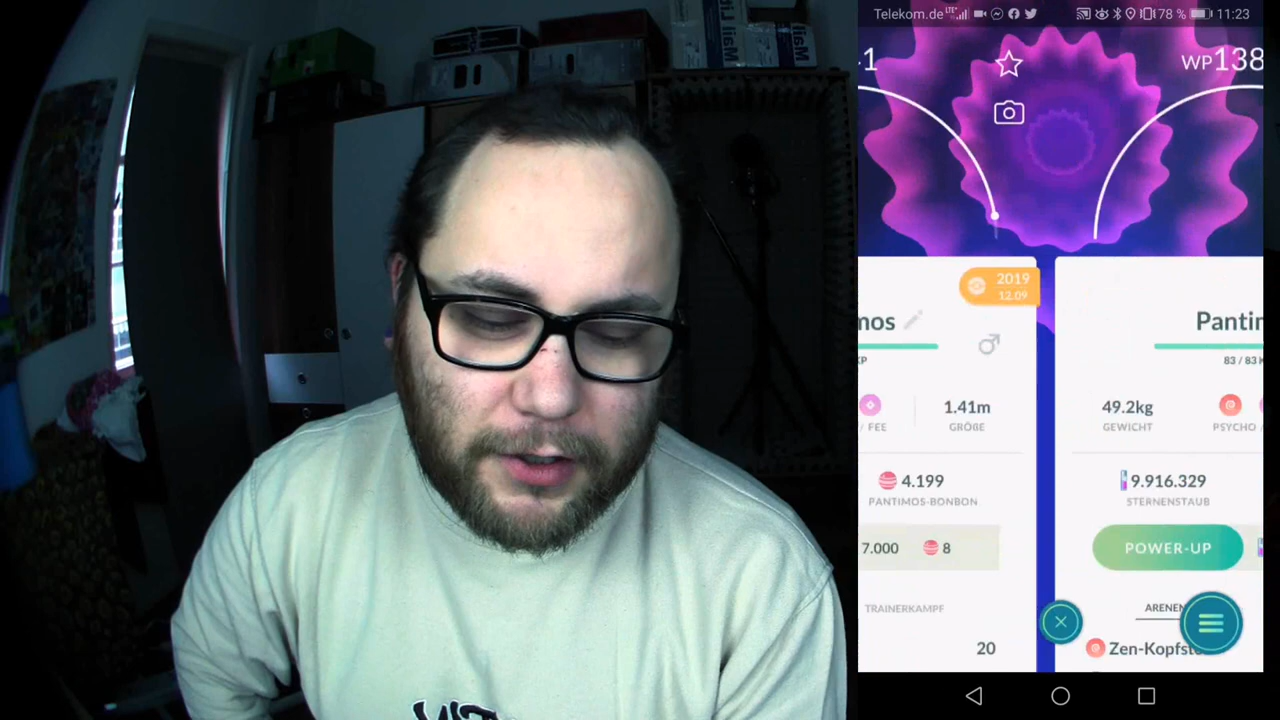 Telekom.de 78 % 11:23
1 WP138
2019
12.09
mos Pantim
KP 83 / 83 K
1.41m 49.2kg
/ FEE GRÖßE GEWICHT PSYCHO /
4.199 9.916.329
PANTIMOS-BONBON STERNENSTAUB
7.000 8 POWER-UP
TRAINERKAMPF ARENEN
20 Zen-Kopfsto